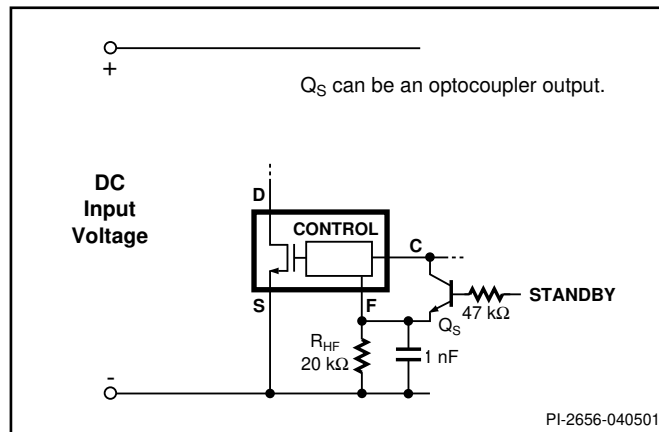 +
Q_S can be an optocoupler output.
DC
Input
Voltage
D
CONTROL
C
S
F
STANDBY
47 kΩ
Q_S
R_HF
20 kΩ
1 nF
-
PI-2656-040501